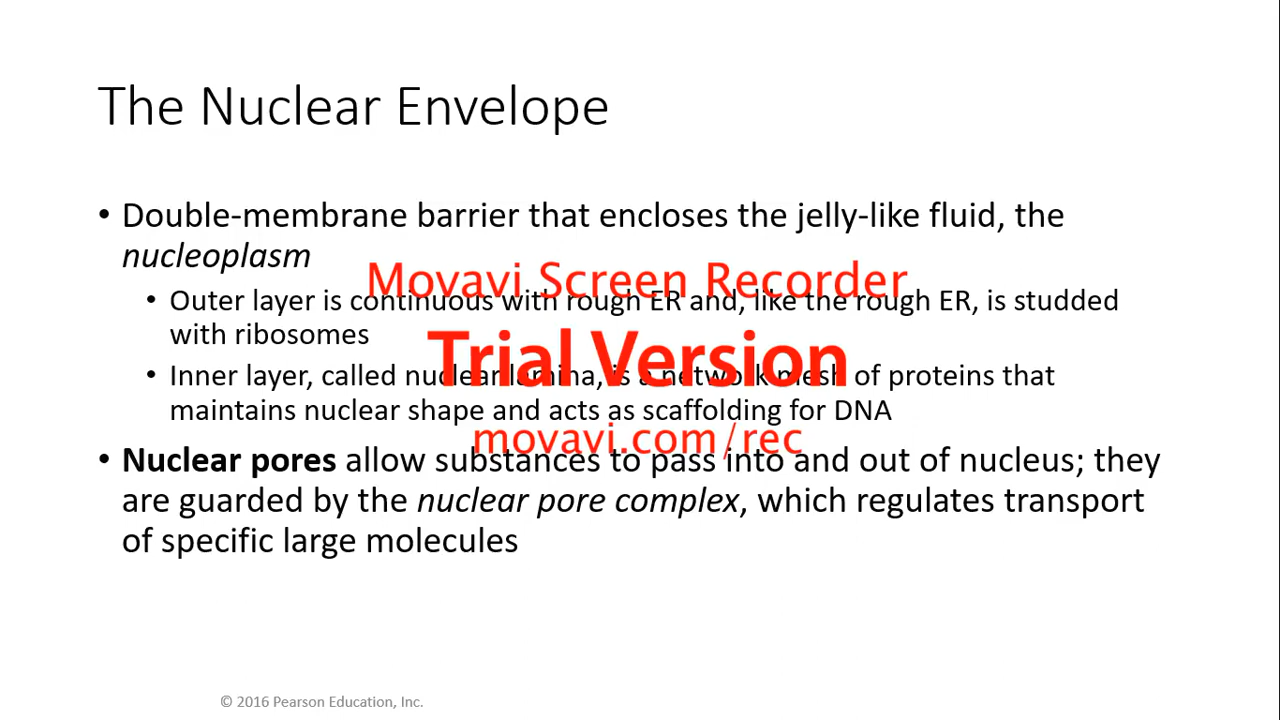 The Nuclear Envelope
• Double-membrane barrier that encloses the jelly-like fluid, the
nucleoplasm
Movavi Screen Recorder
• Outer layer is continuous with rough ER and, like the rough ER, is studded
with ribosomes
Trial Version
• Inner layer, called nuclear lamina, is a network mesh of proteins that
maintains nuclear shape and acts as scaffolding for DNA
movavi.com/rec
• Nuclear pores allow substances to pass into and out of nucleus; they
are guarded by the nuclear pore complex, which regulates transport
of specific large molecules
© 2016 Pearson Education, Inc.